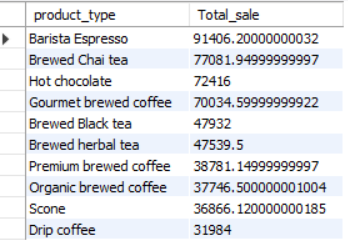 product_type Total_sale
Barista Espresso 91406.20000000032
Brewed Chai tea 77081.94999999997
Hot chocolate 72416
Gourmet brewed coffee 70034.59999999922
Brewed Black tea 47932
Brewed herbal tea 47539.5
Premium brewed coffee 38781.14999999997
Organic brewed coffee 37746.500000001004
Scone 36866.120000000185
Drip coffee 31984